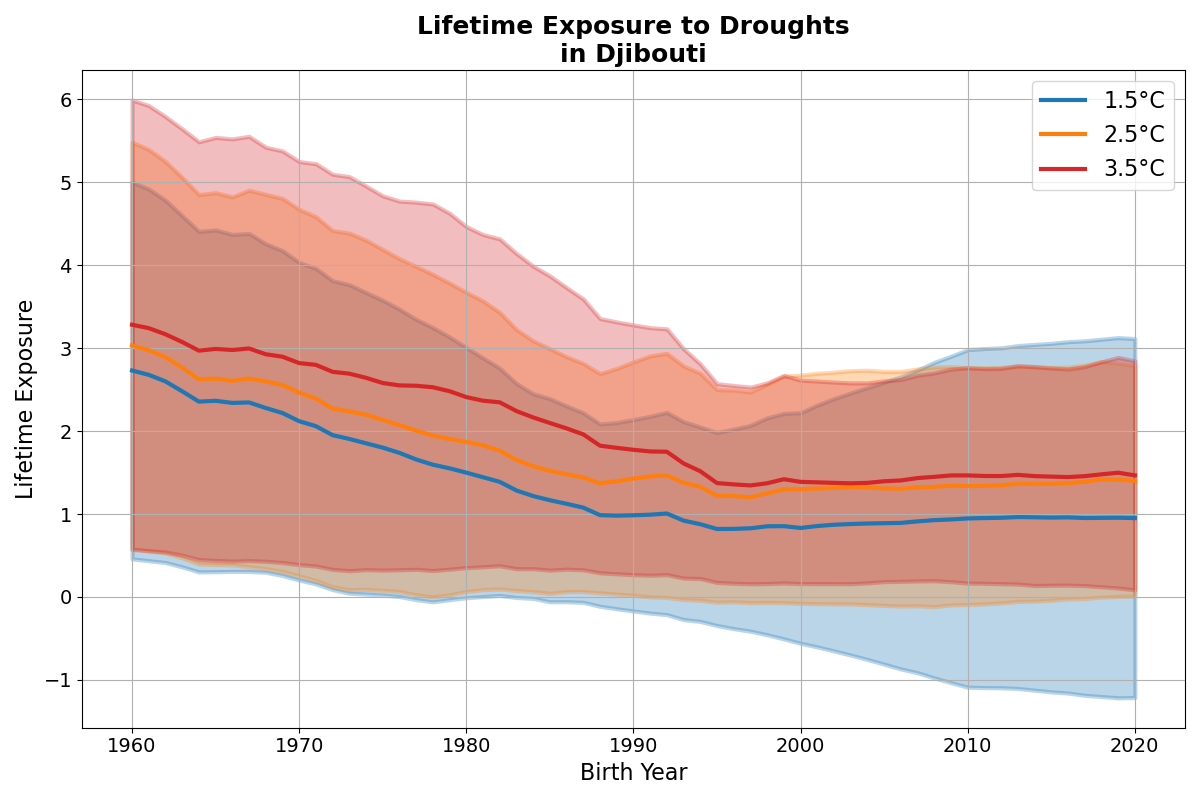 Lifetime Exposure to Droughts
in Djibouti
1.5°C
2.5°C
3.5°C
Lifetime Exposure
6
5
4
3
2
1
0
−1
1960
1970
1980
1990
2000
2010
2020
Birth Year